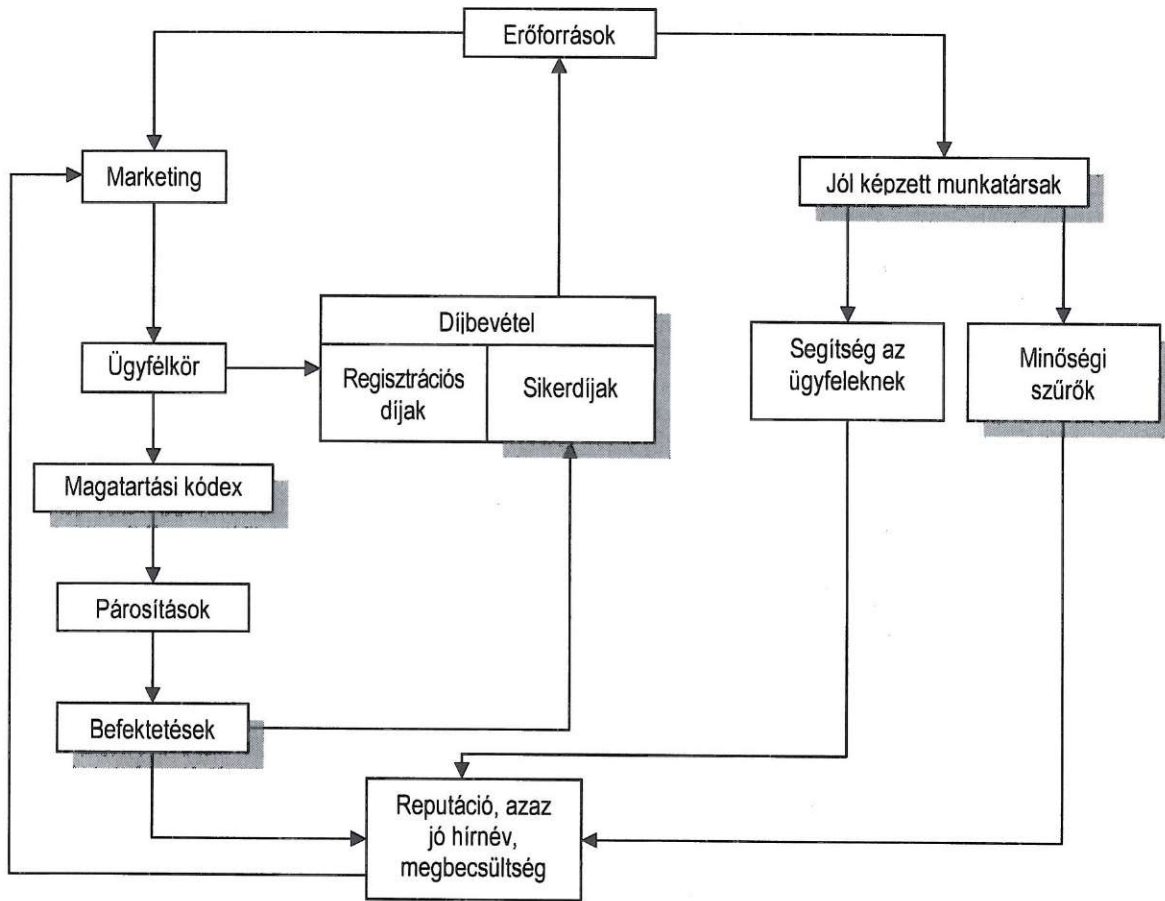 Erőforrások
Marketing
Jól képzett munkatársak
Díjbevétel
Ügyfélkör
Regisztrációs
díjak
Sikerdíjak
Segítség az
ügyfeleknek
Minőségi
szűrők
Magatartási kódex
Párosítások
Befektetések
Reputáció, azaz
jó hírnév,
megbecsültség